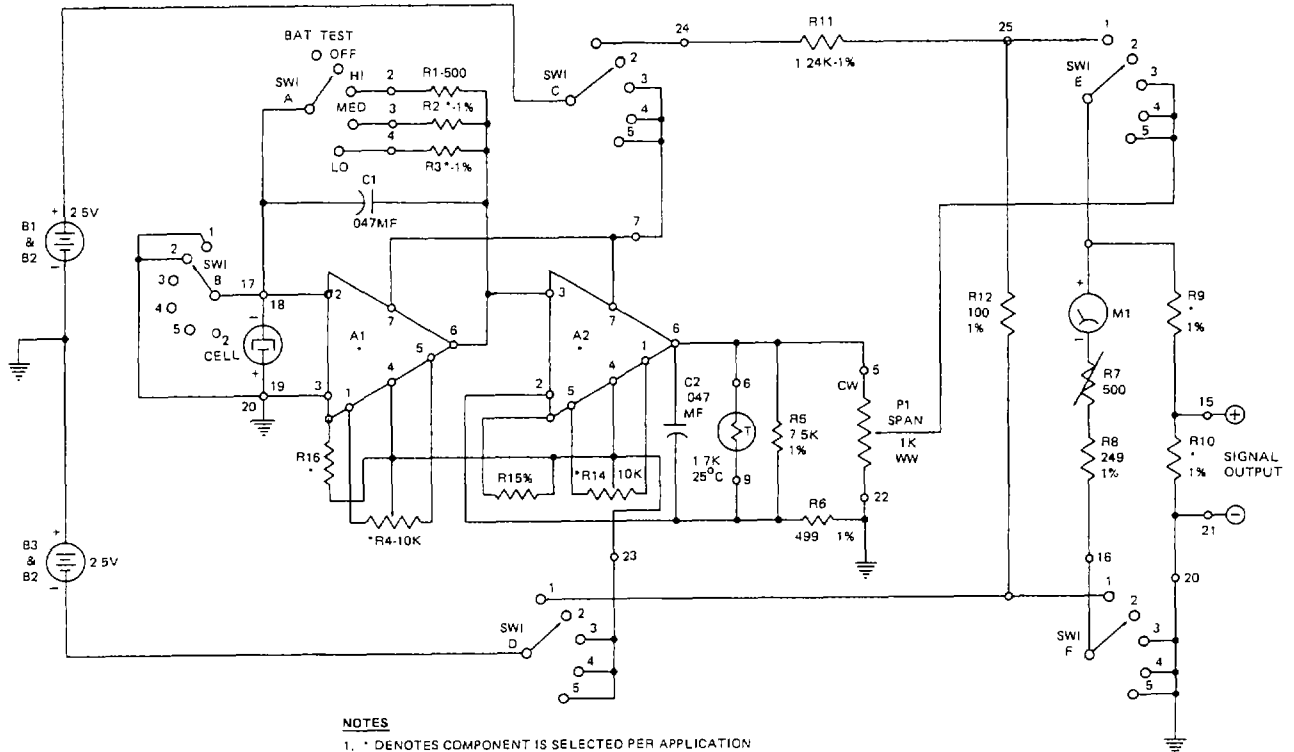 BAT TEST
OFF
SWI
A
HI
2
R1-500
MED
3
R2 *-1%
4
LO
R3*-1%
C1
047MF
SWI
C
2
3
4
5
24
R11
1 24K-1%
25
1
2
SWI
E
3
4
5
+
2 5V
B1
&
B2
-
1
2
SWI
B
3
4
5
17
18
-
O2
CELL
+
19
20
2
A1
*
7
6
5
4
3
1
7
3
A2
*
7
6
1
2
4
5
C2
047
MF
6
T
1 7K
25°C
9
R5
7 5K
1%
CW
5
P1
SPAN
1K
WW
22
R6
499 1%
R12
100
1%
+
M1
-
R7
500
R8
249
1%
R9
*
1%
15
+
R10
*
1%
SIGNAL
OUTPUT
21
-
16
20
R16
*
R15%
*R14
10K
*R4-10K
23
+
B3
&
B2
2 5V
-
1
SWI
D
2
3
4
5
1
2
SWI
F
3
4
5
NOTES
1. * DENOTES COMPONENT IS SELECTED PER APPLICATION